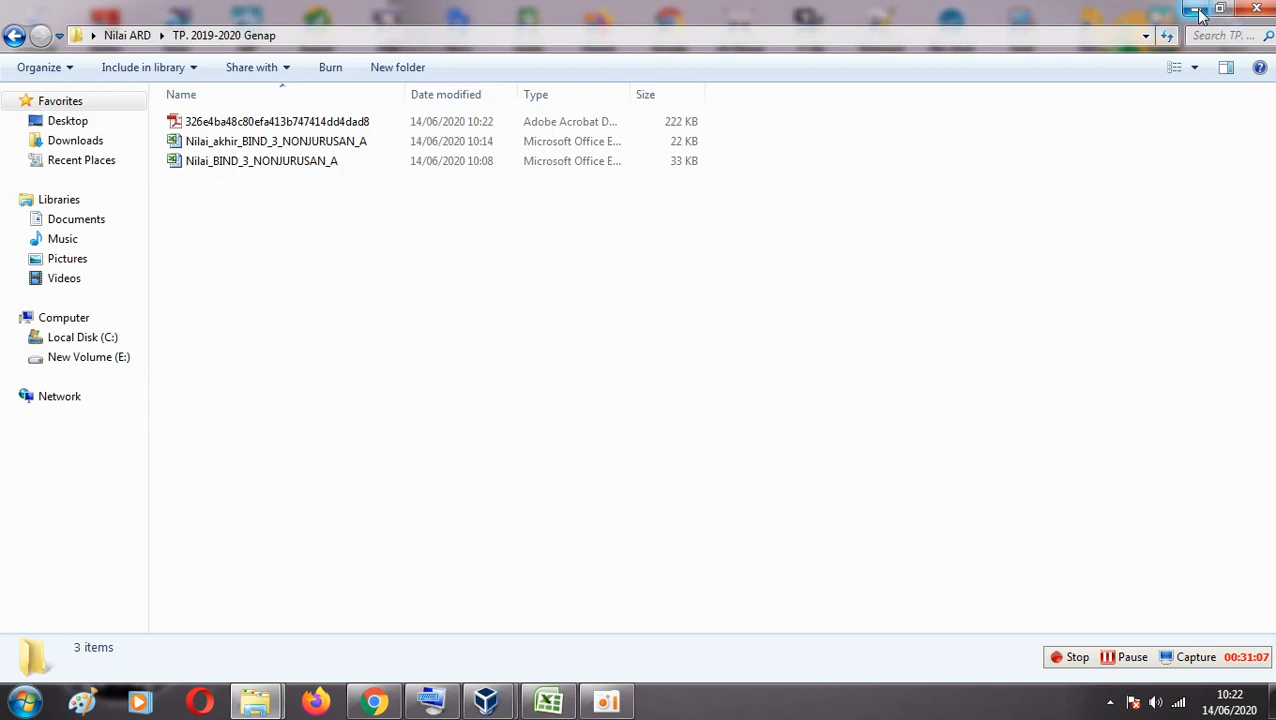 Nilai ARD TP. 2019-2020 Genap Search TP. ...
Organize Include in library Share with Burn New folder
Name Date modified Type Size
Favorites
Desktop
Downloads
Recent Places
Libraries
Documents
Music
Pictures
Videos
Computer
Local Disk (C:)
New Volume (E:)
Network
326e4ba48c80efa413b747414dd4dad8 14/06/2020 10:22 Adobe Acrobat D... 222 KB
Nilai_akhir_BIND_3_NONJURUSAN_A 14/06/2020 10:14 Microsoft Office E... 22 KB
Nilai_BIND_3_NONJURUSAN_A 14/06/2020 10:08 Microsoft Office E... 33 KB
3 items
Stop Pause Capture 00:31:07
10:22
14/06/2020